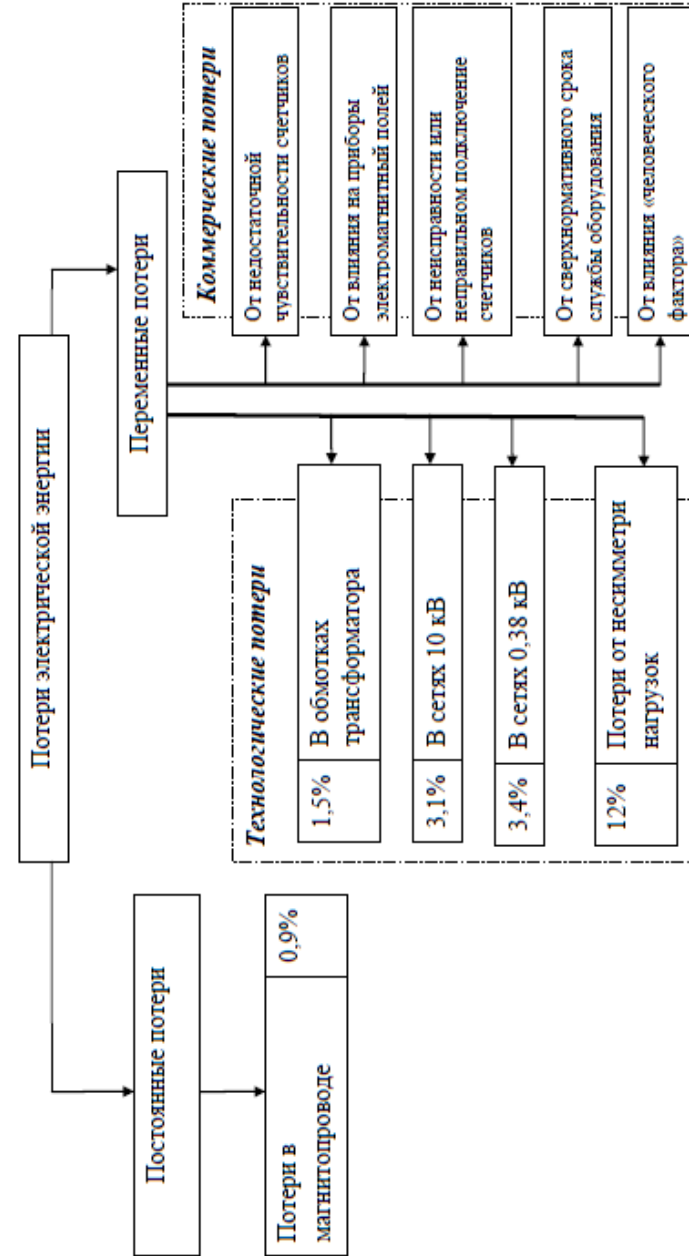 Потери электрической энергии
Постоянные потери
Переменные потери
Потери в
магнитопроводе
0,9%
Технологические потери
1,5%
В обмотках
трансформатора
3,1%
В сетях 10 кВ
3,4%
В сетях 0,38 кВ
12%
Потери от несимметри
нагрузок
Коммерческие потери
От недостаточной
чувствительности счетчиков
От влияния на приборы
электромагнитный полей
От неисправности или
неправильном подключение
счетчиков
От сверхнормативного срока
службы оборудования
От влияния «человеческого
фактора»